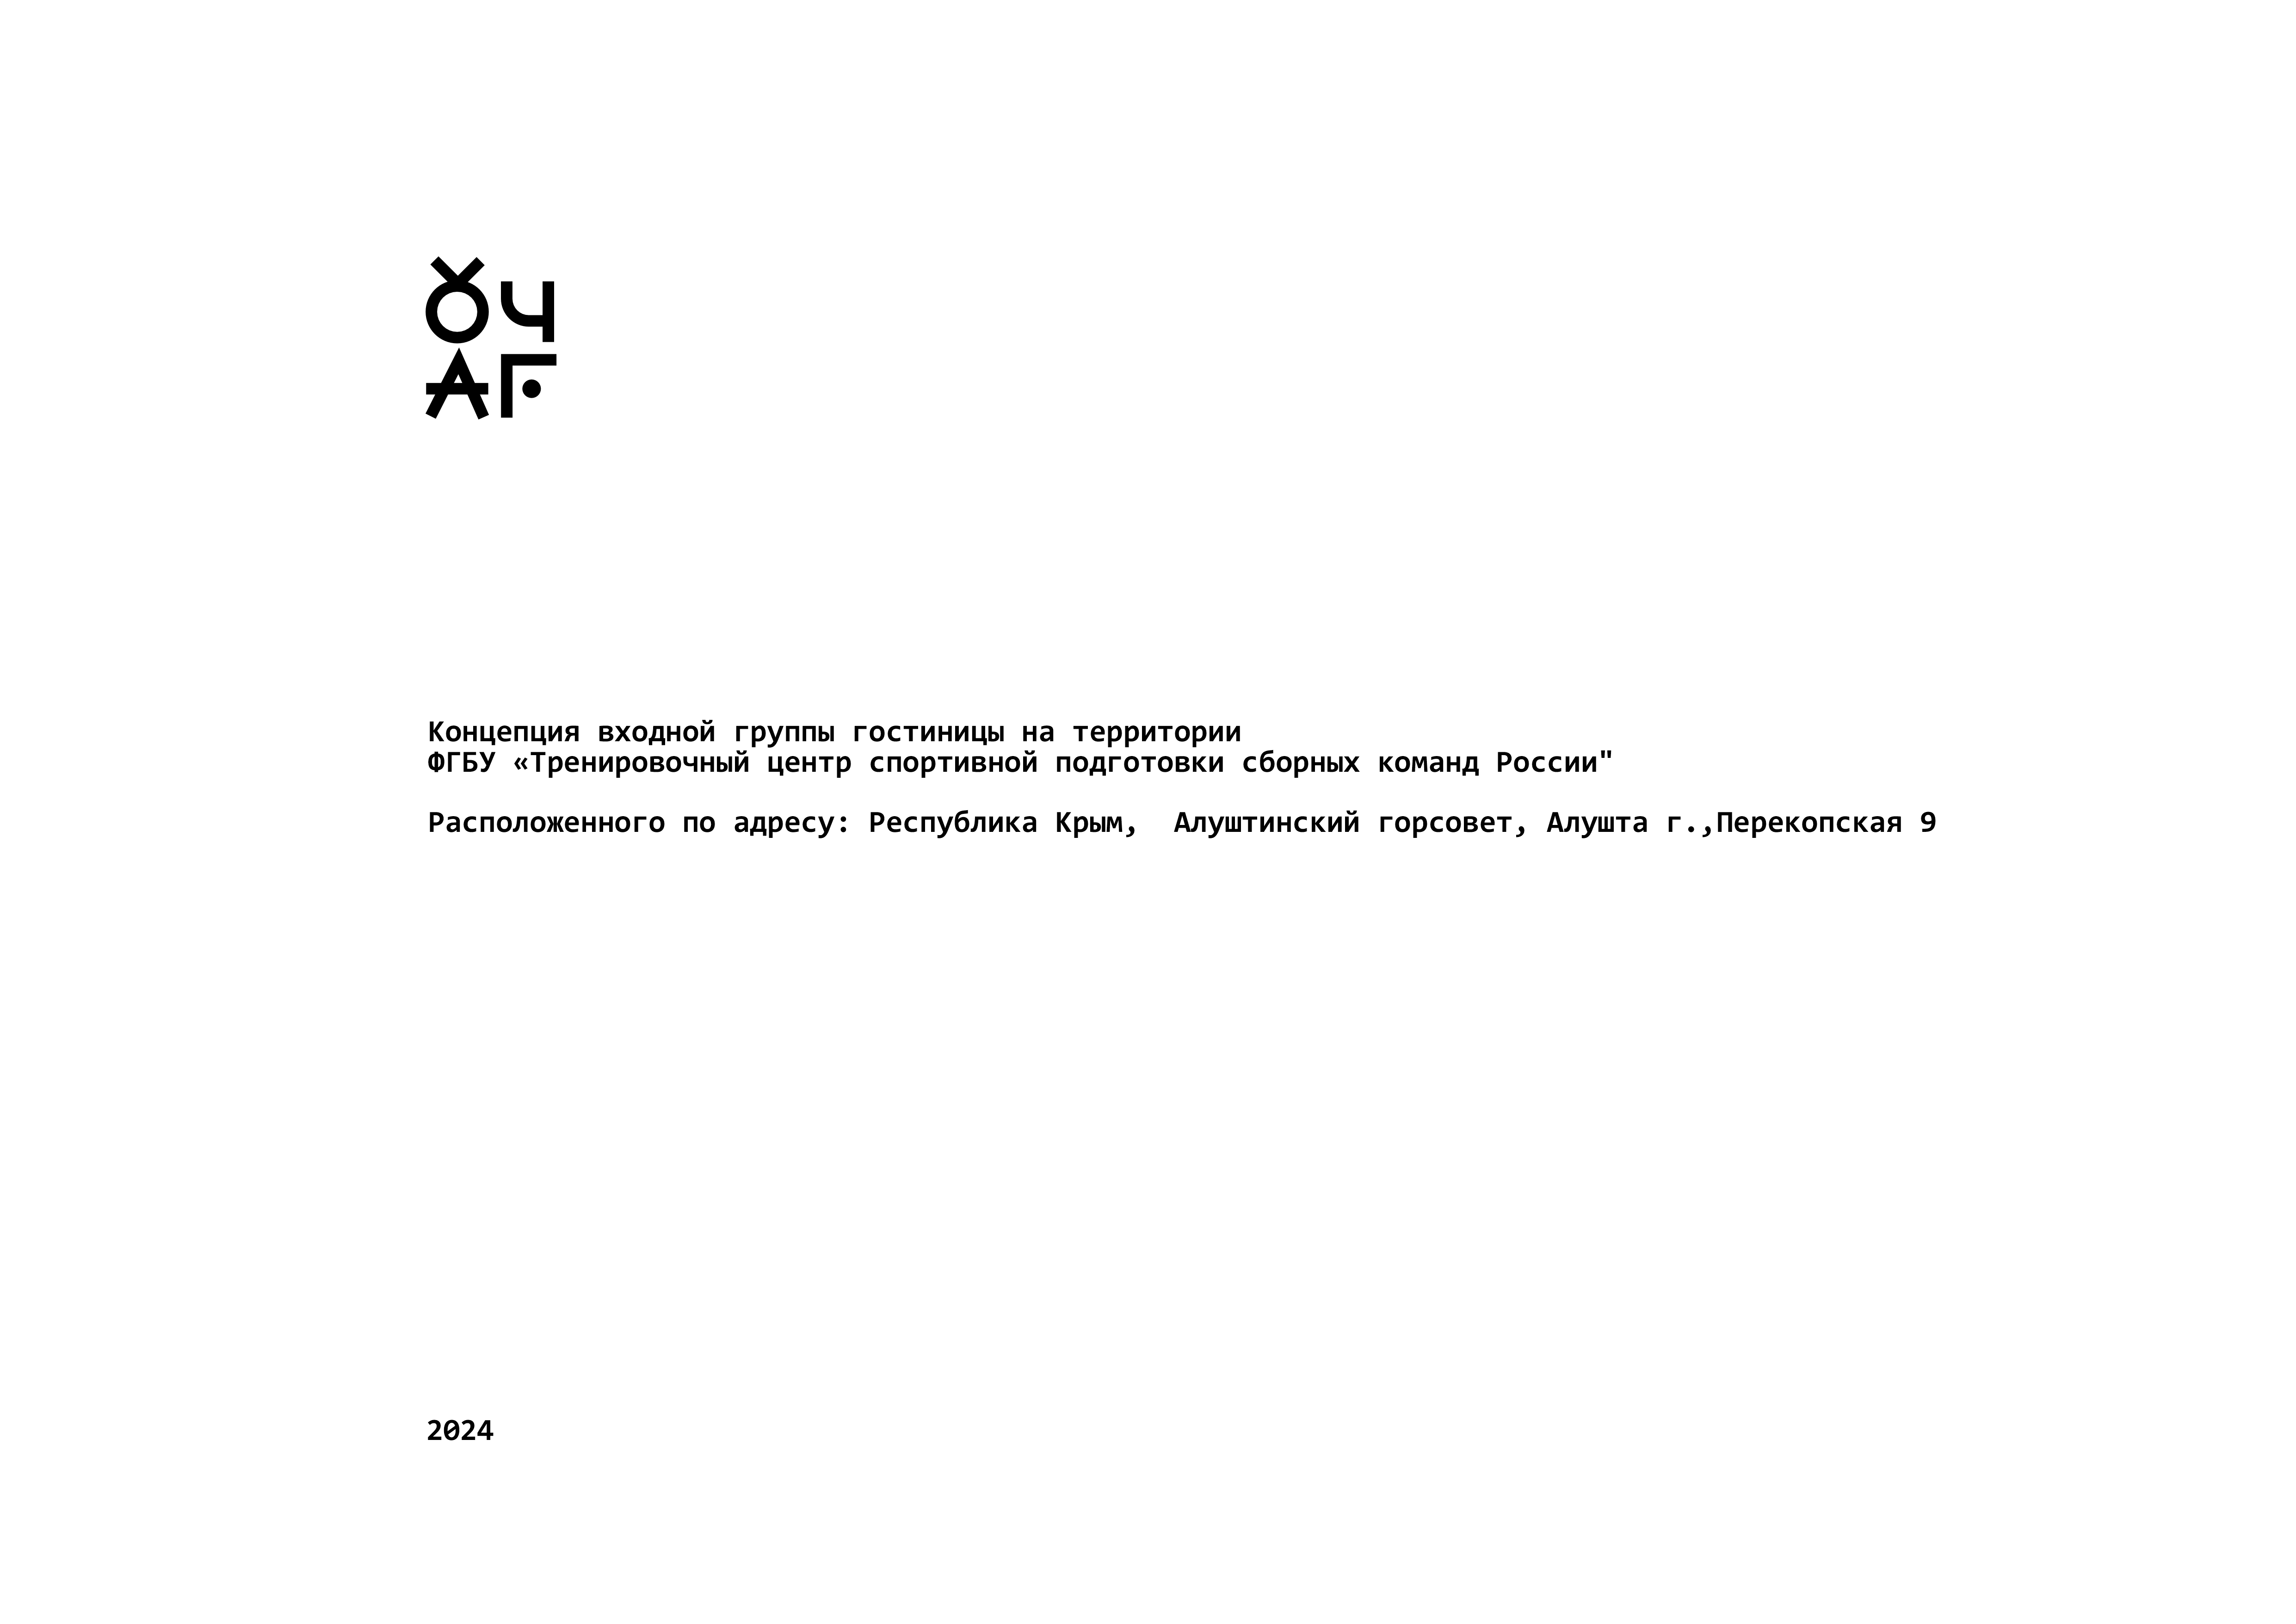 ОЧ
АГ
Концепция входной группы гостиницы на территории
ФГБУ «Тренировочный центр спортивной подготовки сборных команд России"
Расположенного по адресу: Республика Крым,  Алуштинский горсовет, Алушта г.,Перекопская 9
2024